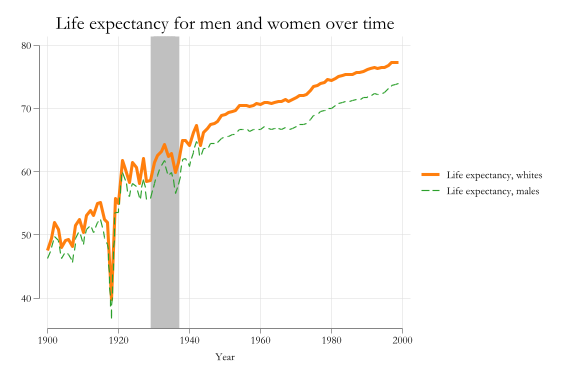 Life expectancy for men and women over time
80
70
60
50
40
1900
1920
1940
1960
1980
2000
Year
Life expectancy, whites
Life expectancy, males